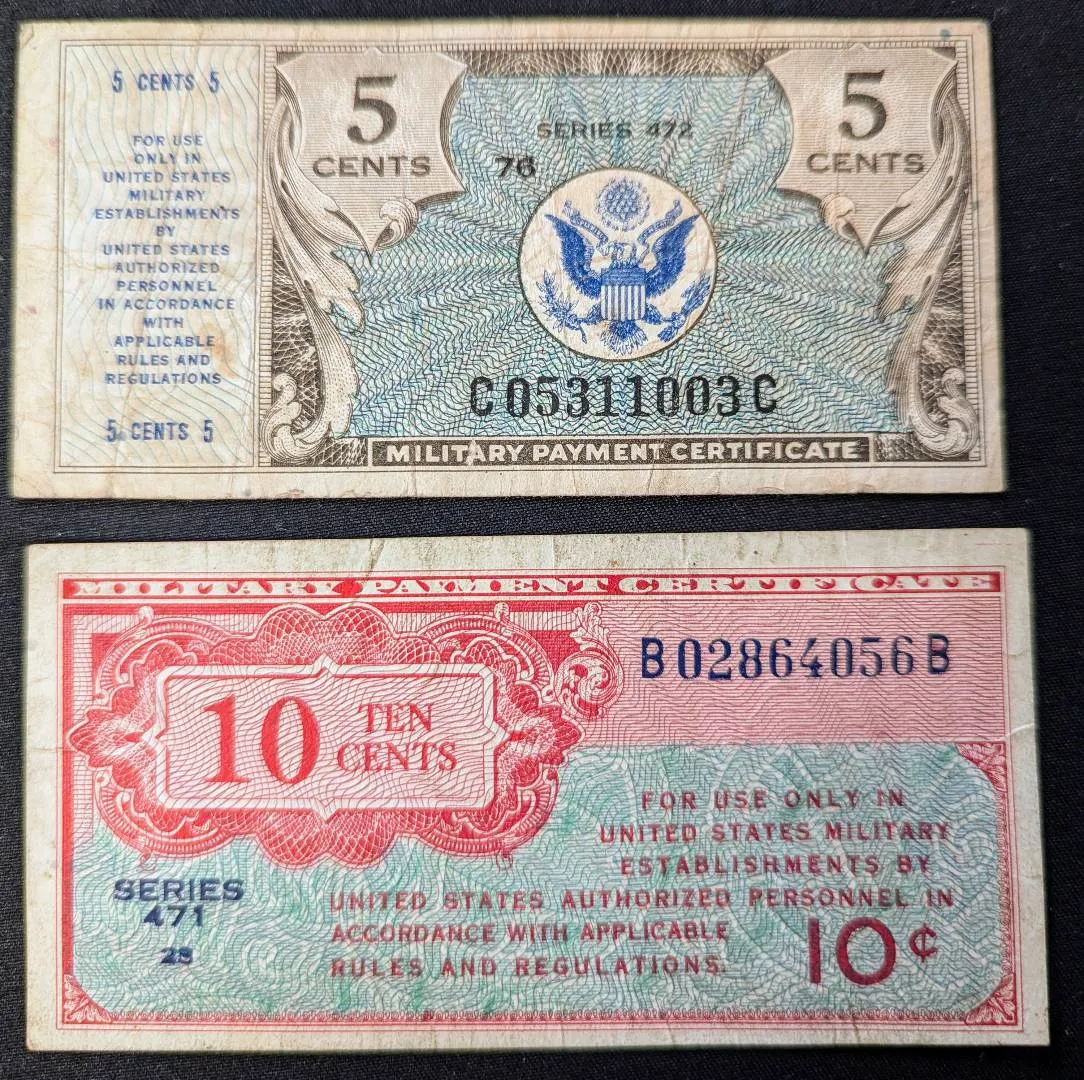 5 CENTS 5
FOR USE
ONLY IN
UNITED STATES
MILITARY
ESTABLISHMENTS
BY
UNITED STATES
AUTHORIZED
PERSONNEL
IN ACCORDANCE
WITH
APPLICABLE
RULES AND
REGULATIONS
5 CENTS 5
5
CENTS
SERIES 472
76
5
CENTS
C05311003C
MILITARY PAYMENT CERTIFICATE
MILITARY PAYMENT CERTIFICATE
B02864056B
10 TEN
CENTS
FOR USE ONLY IN
UNITED STATES MILITARY
ESTABLISHMENTS BY
UNITED STATES AUTHORIZED PERSONNEL IN
ACCORDANCE WITH APPLICABLE
RULES AND REGULATIONS.
10¢
SERIES
471